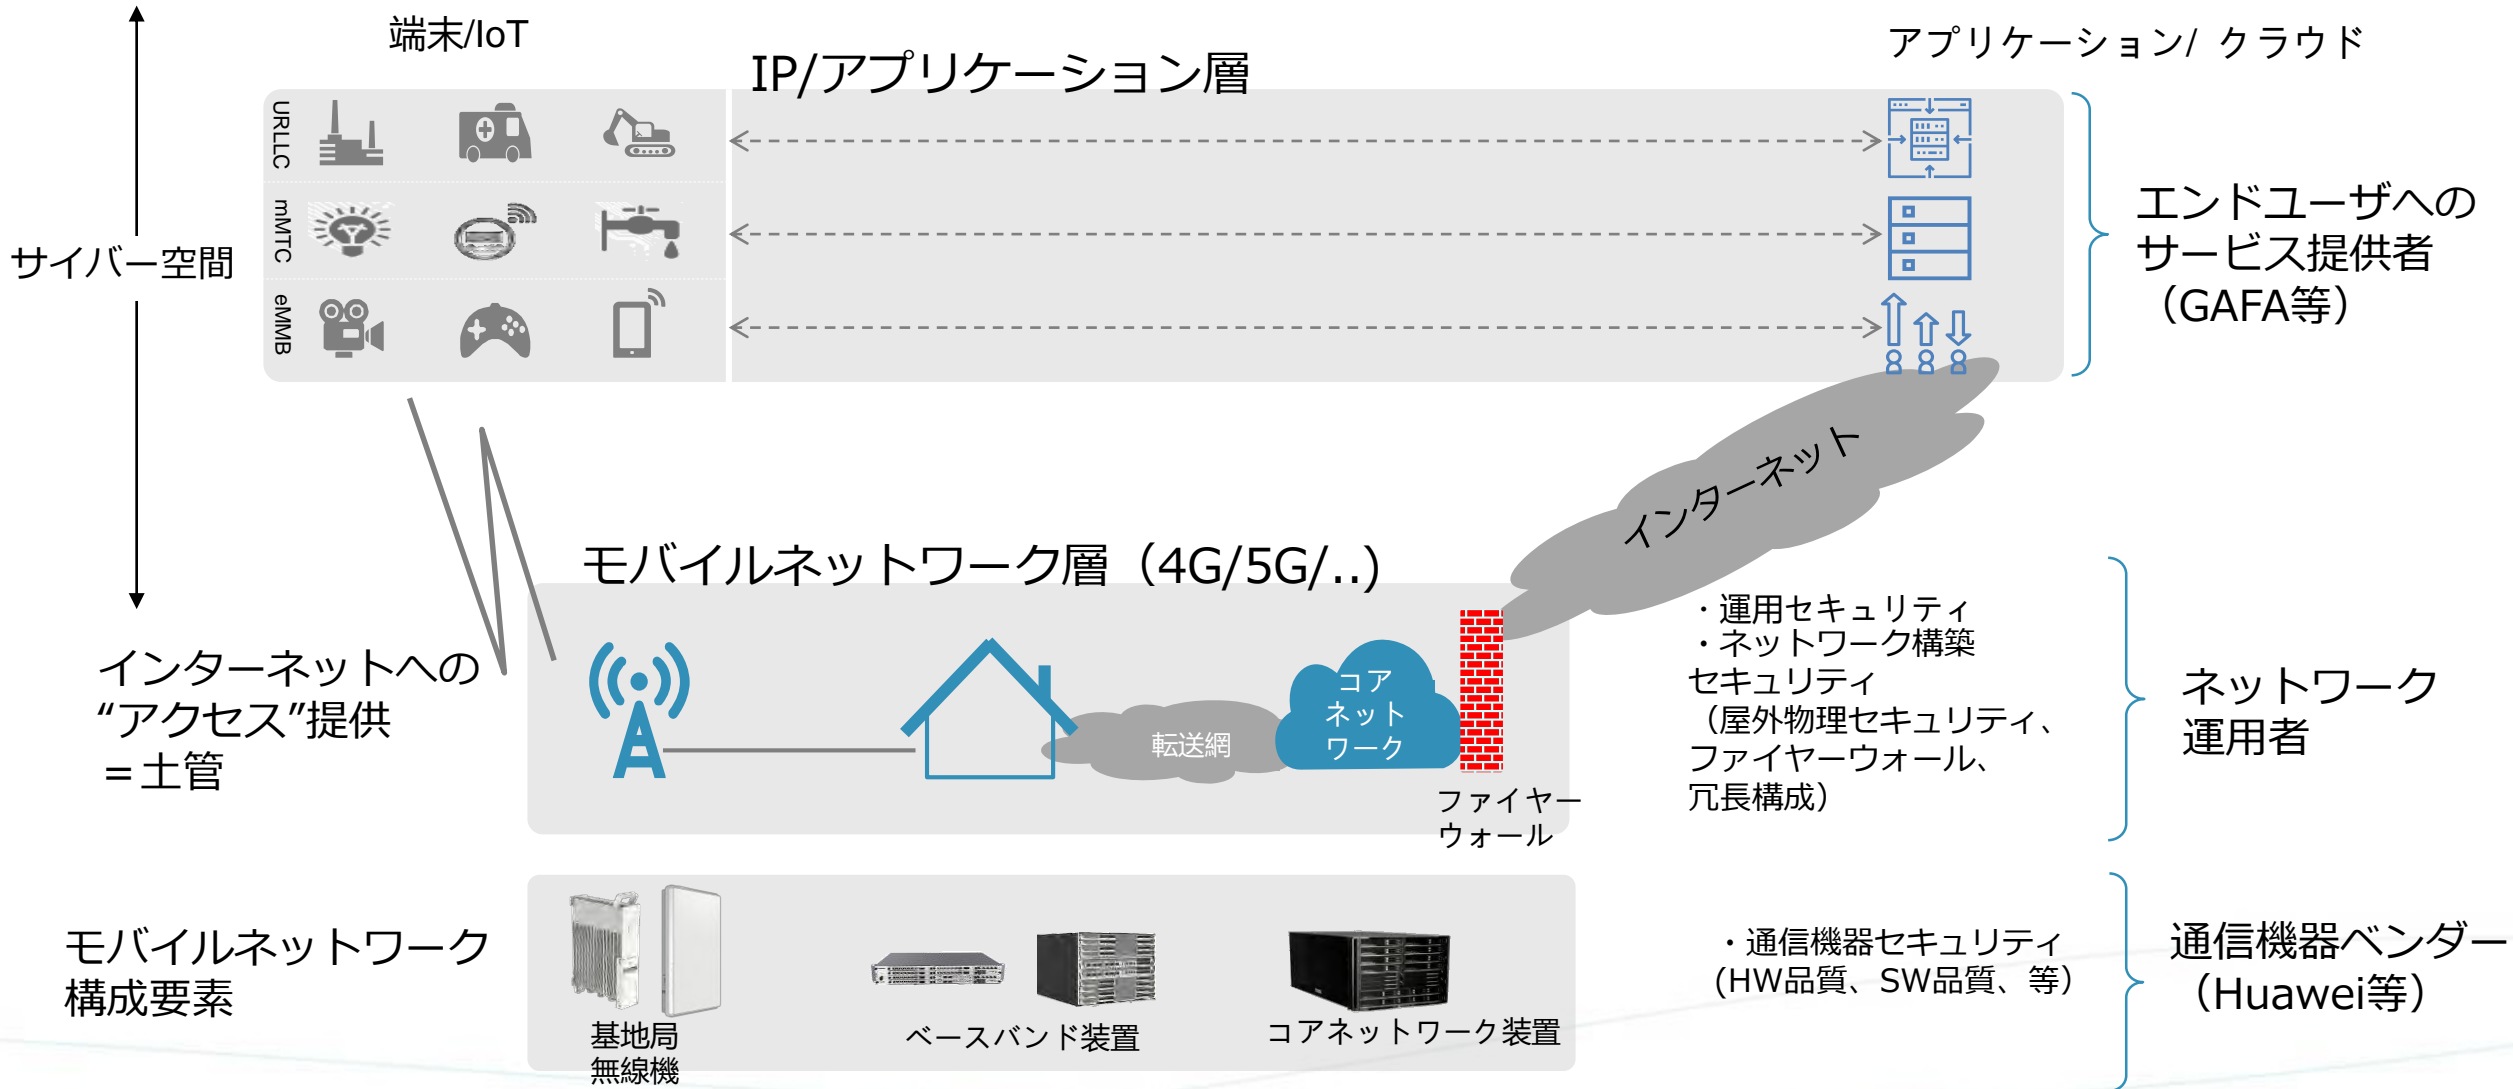 端末/IoT
アプリケーション/ クラウド
IP/アプリケーション層
URLLC
mMTC
eMMB
サイバー空間
エンドユーザへの
サービス提供者
（GAFA等）
インターネット
モバイルネットワーク層（4G/5G/..)
インターネットへの
“アクセス”提供
＝土管
転送網
コア
ネット
ワーク
ファイヤー
ウォール
・運用セキュリティ
・ネットワーク構築
セキュリティ
（屋外物理セキュリティ、
ファイヤーウォール、
冗長構成）
ネットワーク
運用者
モバイルネットワーク
構成要素
基地局
無線機
ベースバンド装置
コアネットワーク装置
・通信機器セキュリティ
(HW品質、SW品質、等）
通信機器ベンダー
（Huawei等）